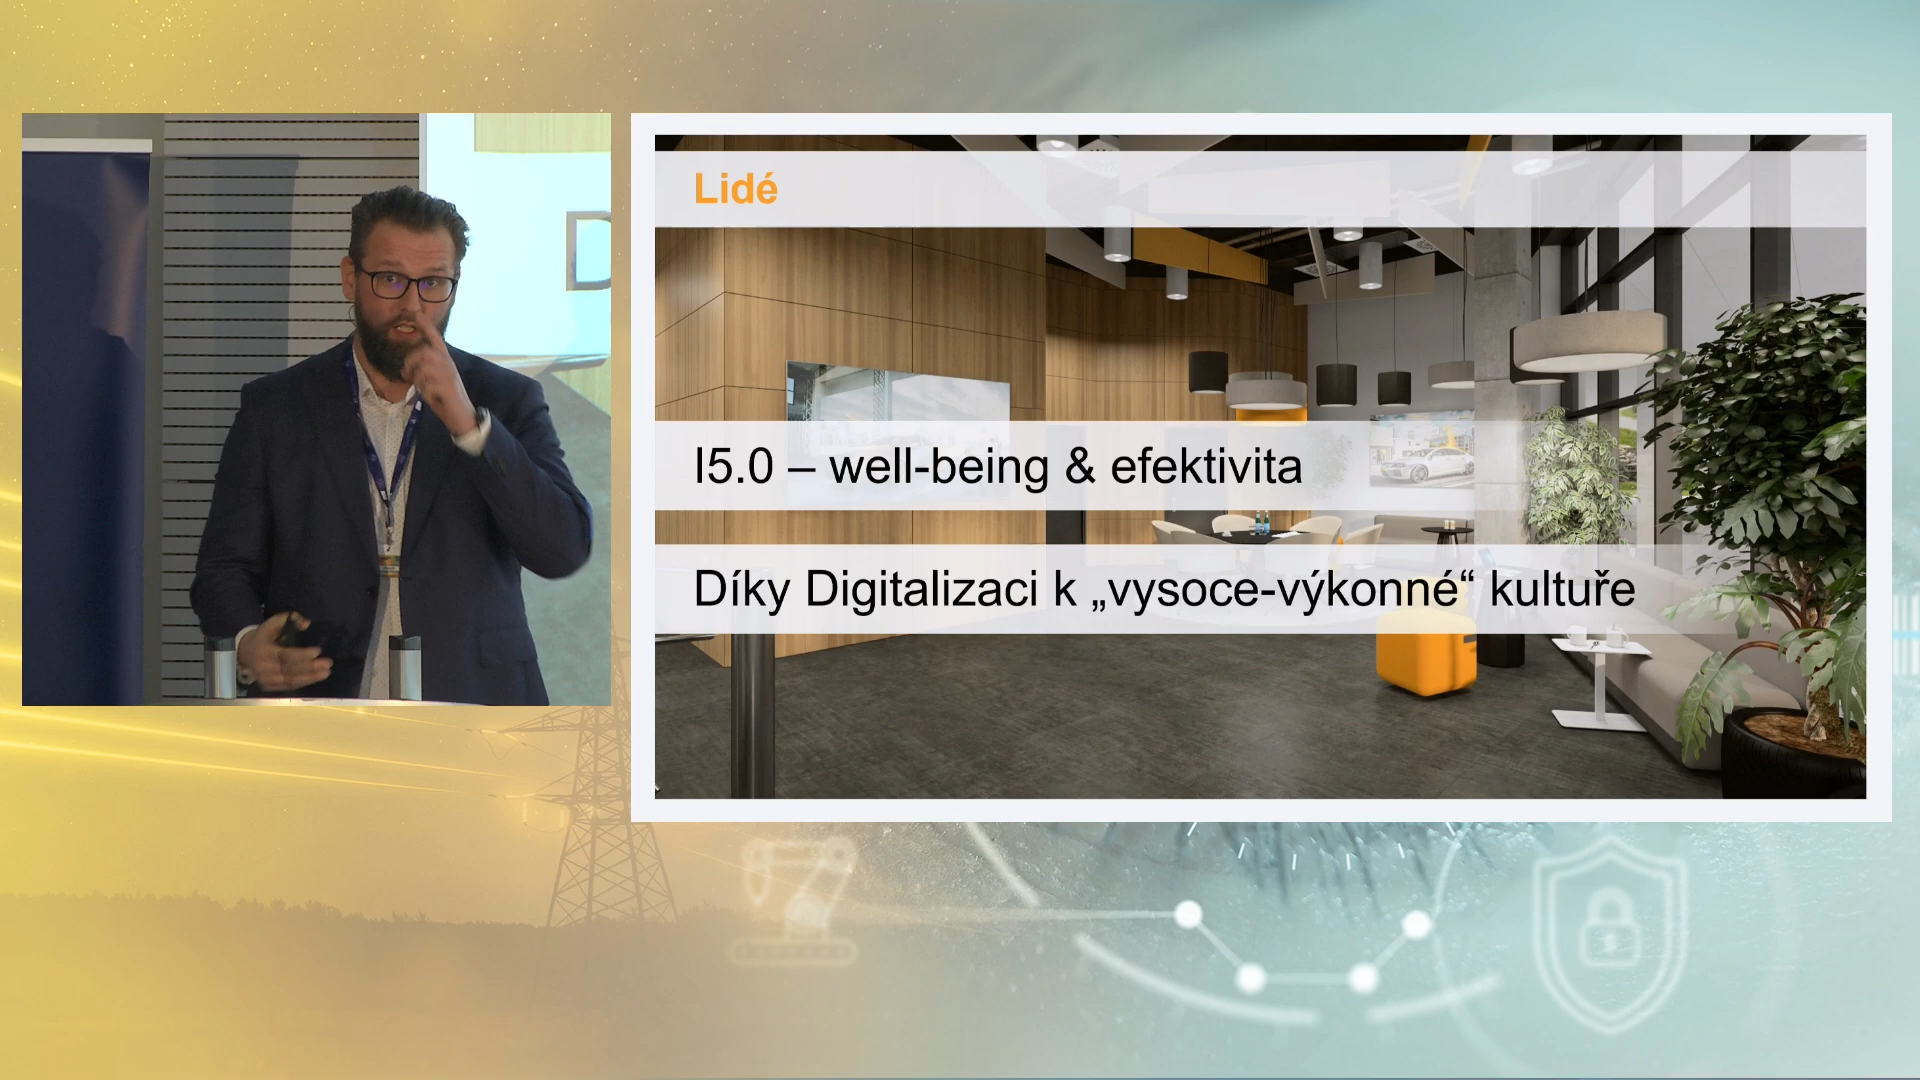 Lidé
I5.0 – well-being & efektivita
Díky Digitalizaci k „vysoce-výkonné“ kultuře